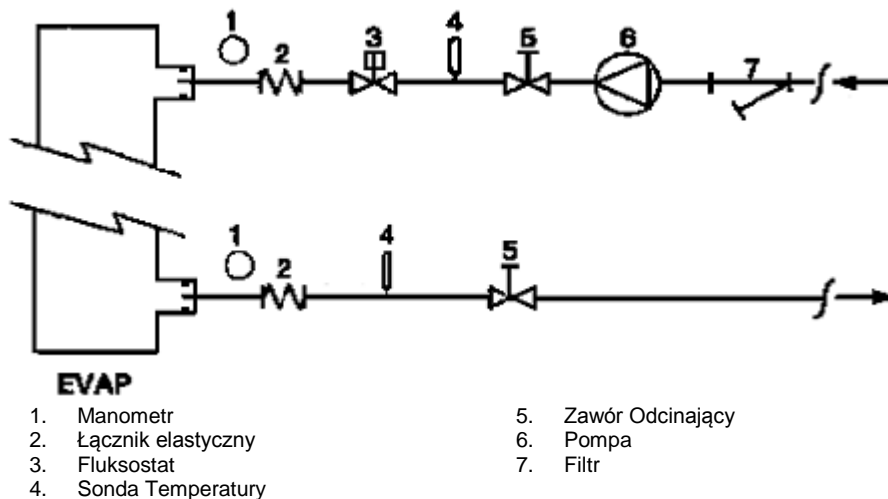 1 2 3 4 5 6 7
1 2 4 5
EVAP
1. Manometr
2. Łącznik elastyczny
3. Fluksostat
4. Sonda Temperatury
5. Zawór Odcinający
6. Pompa
7. Filtr